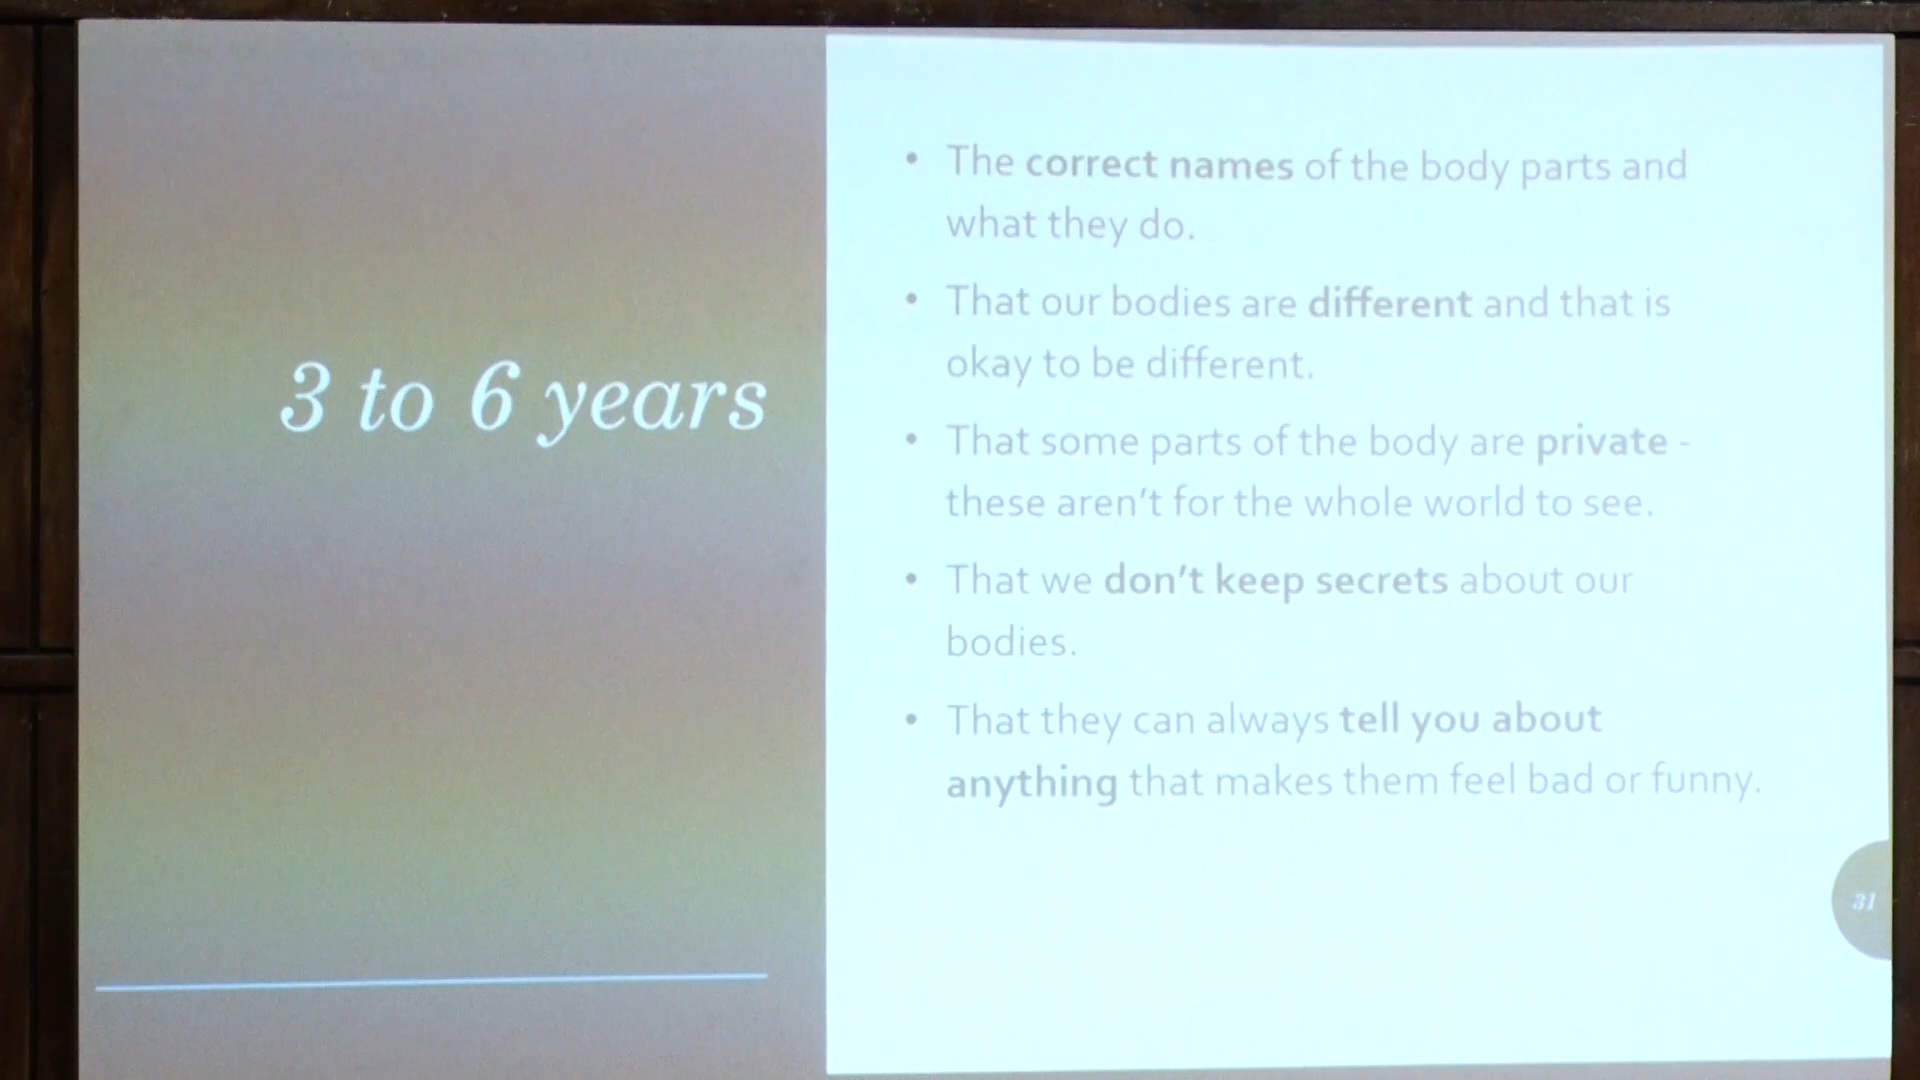 3 to 6 years
• The correct names of the body parts and
what they do.
• That our bodies are different and that is
okay to be different.
• That some parts of the body are private -
these aren't for the whole world to see.
• That we don't keep secrets about our
bodies.
• That they can always tell you about
anything that makes them feel bad or funny.
31